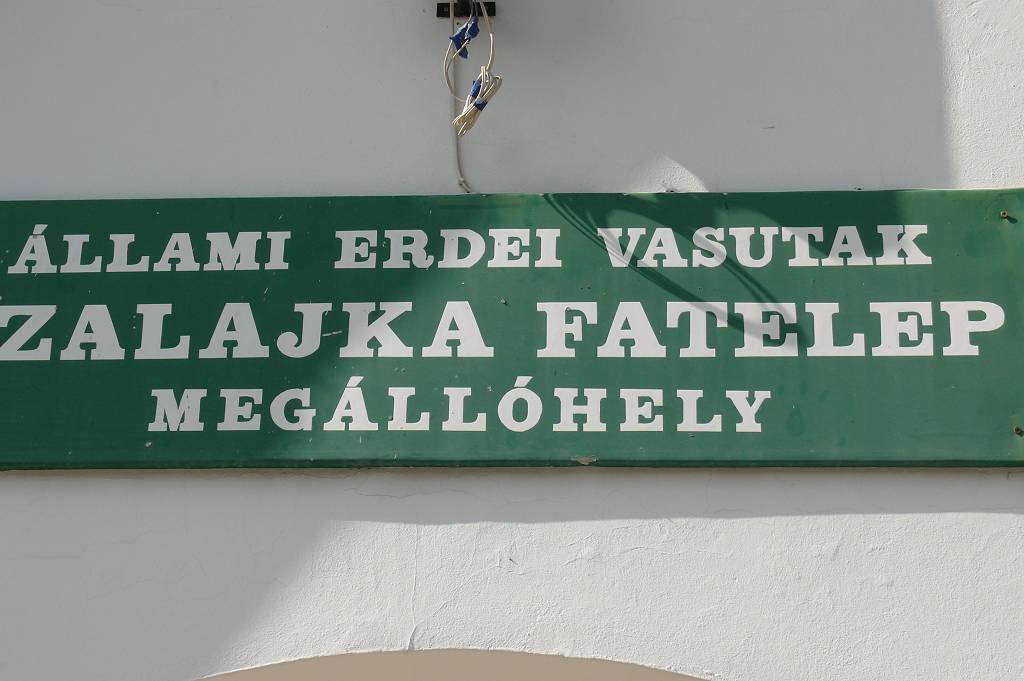 ÁLLAMI ERDEI VASUTAK
ZALAJKA FATELEP
MEGÁLLÓHELY